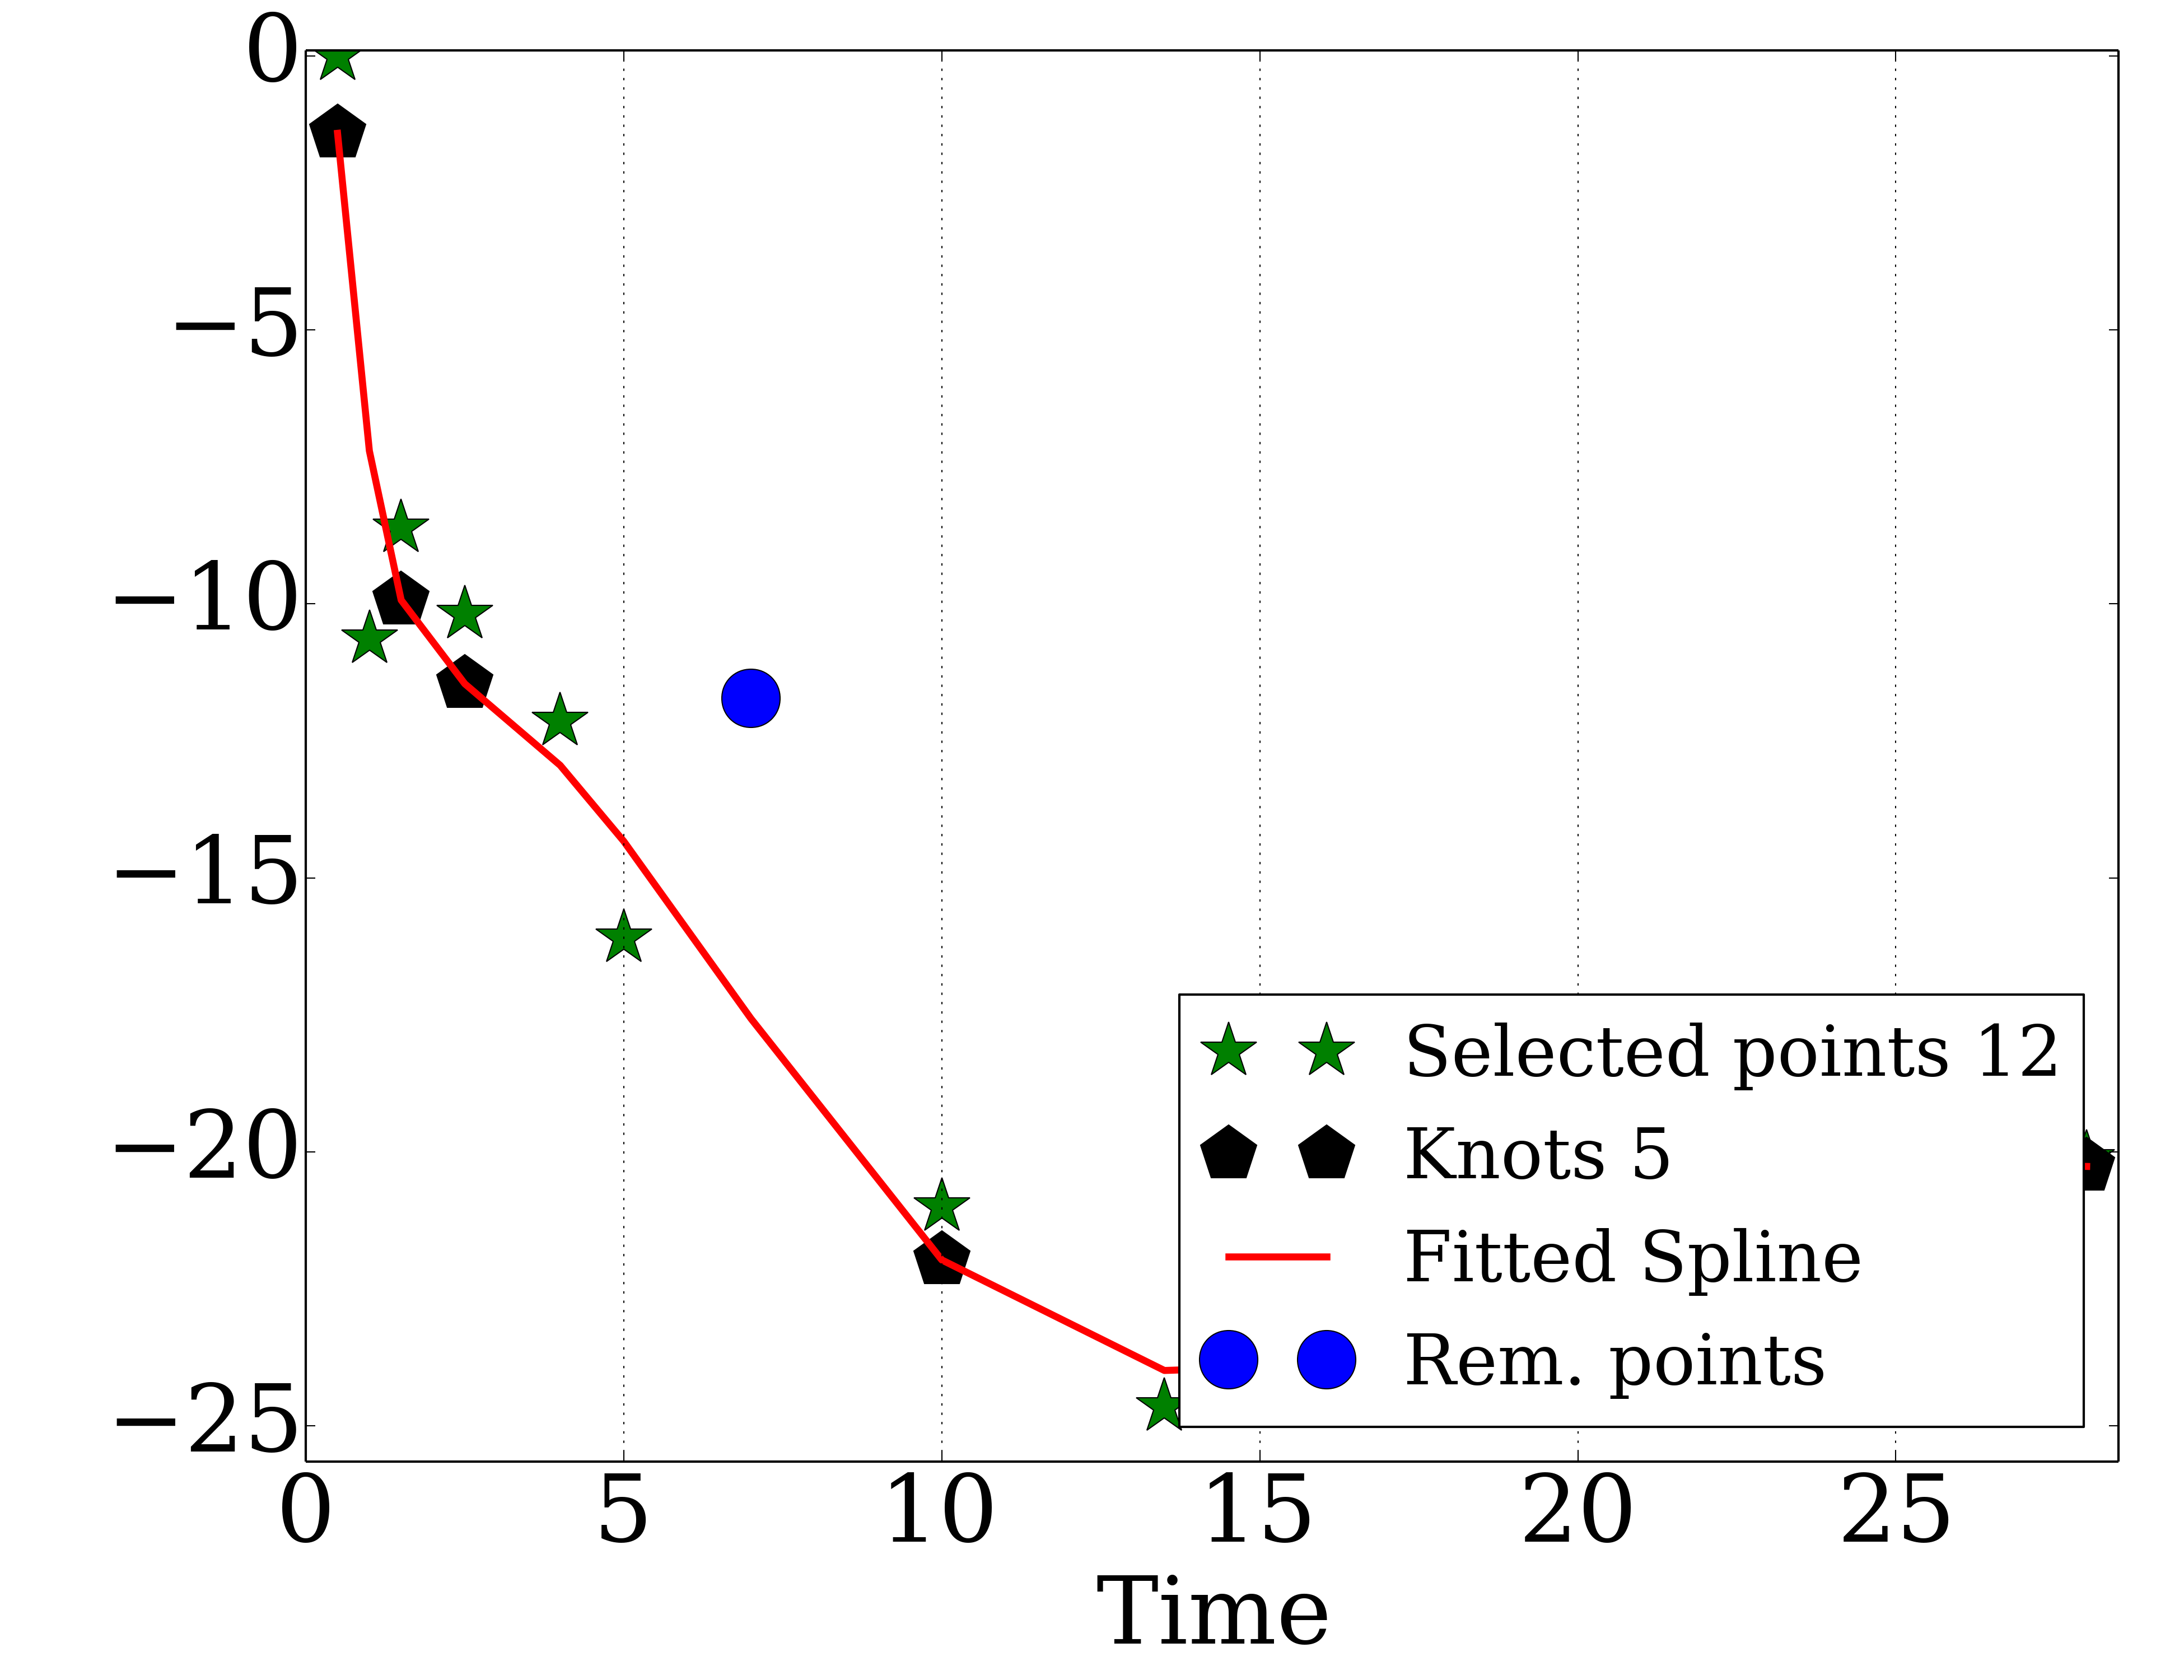 0
−5
−10
−15
−20
−25
Selected points 12
Knots 5
Fitted Spline
Rem. points
0 5 10 15 20 25
Time